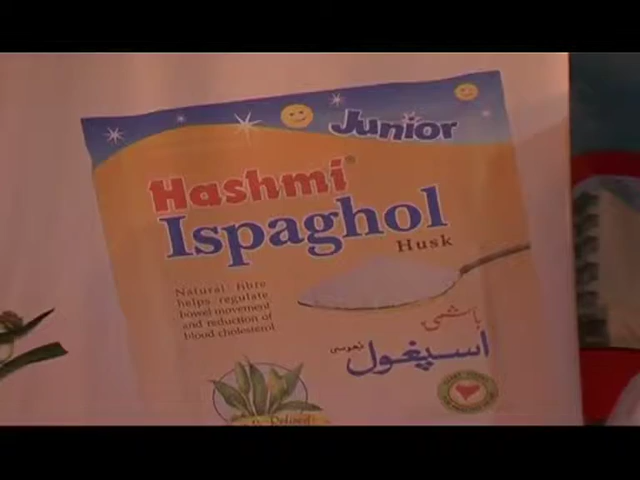 Junior
Hashmi®
Ispaghol
Husk
Natural fibre
helps regulate
bowel movement
and reduction of
blood cholesterol
ہاشمی
اسپغول